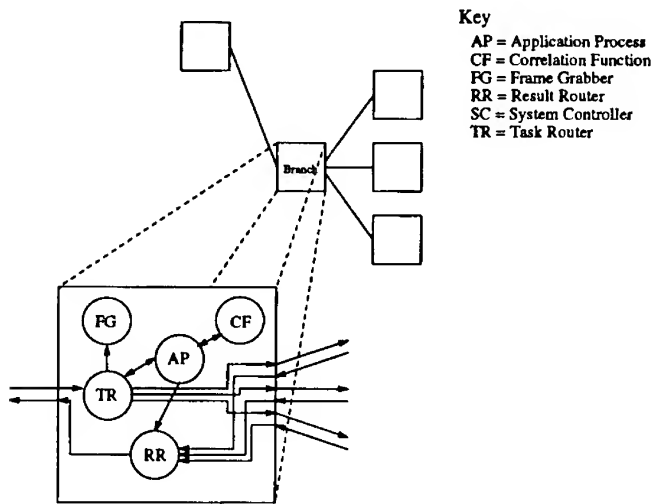 Key
AP = Application Process
CF = Correlation Function
FG = Frame Grabber
RR = Result Router
SC = System Controller
TR = Task Router
Branch
FG
CF
AP
TR
RR